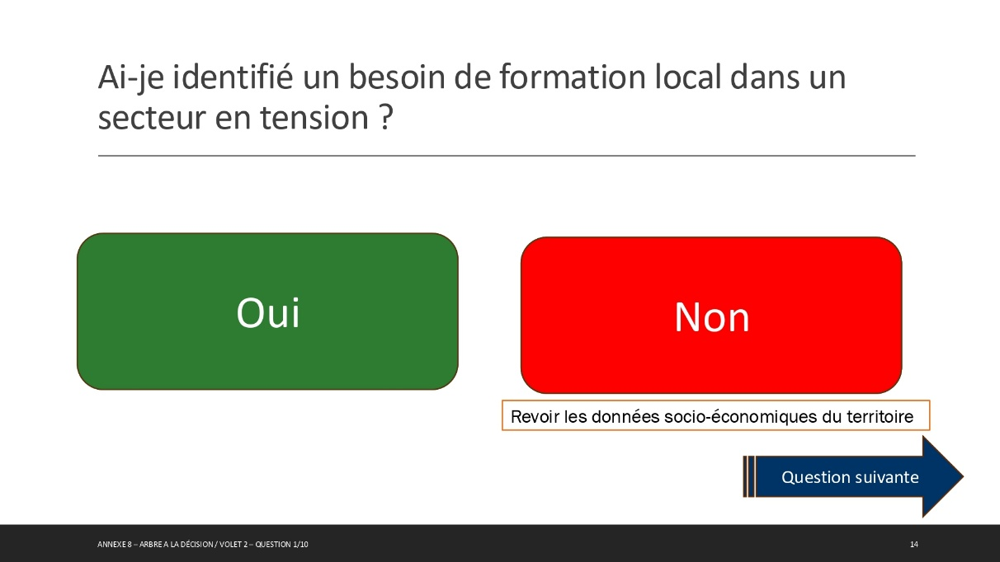 Ai-je identifié un besoin de formation local dans un
secteur en tension ?
Oui
Non
Revoir les données socio-économiques du territoire
Question suivante
ANNEXE 8 – ARBRE A LA DÉCISION / VOLET 2 – QUESTION 1/10
14